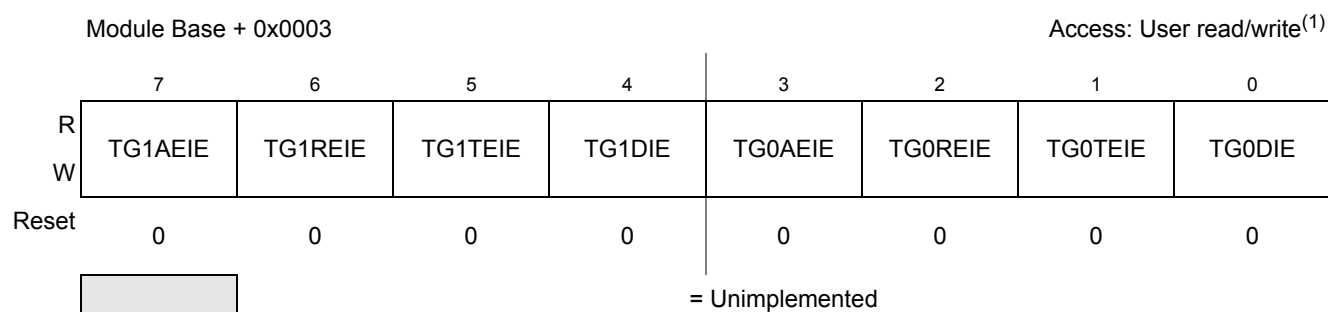 Module Base + 0x0003 Access: User read/write(1)
7 6 5 4 3 2 1 0
R
TG1AEIE TG1REIE TG1TEIE TG1DIE TG0AEIE TG0REIE TG0TEIE TG0DIE
W
Reset 0 0 0 0 0 0 0 0
= Unimplemented